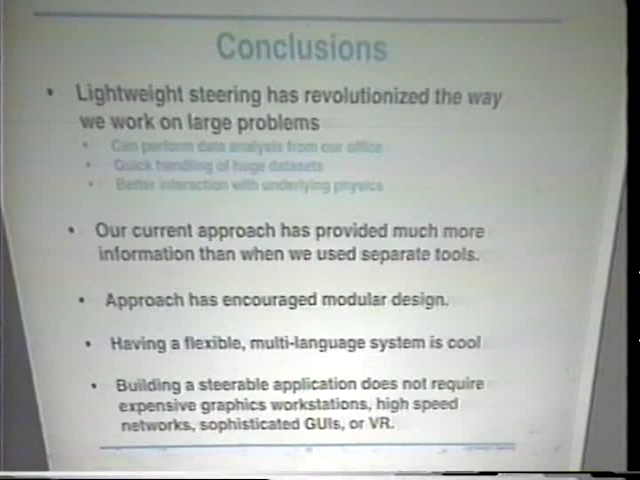 Conclusions
• Lightweight steering has revolutionized the way
we work on large problems
• Can perform data analysis from our office
• Quick handling of huge datasets
• Better interaction with underlying physics
• Our current approach has provided much more
information than when we used separate tools.
• Approach has encouraged modular design.
• Having a flexible, multi-language system is cool
• Building a steerable application does not require
expensive graphics workstations, high speed
networks, sophisticated GUIs, or VR.